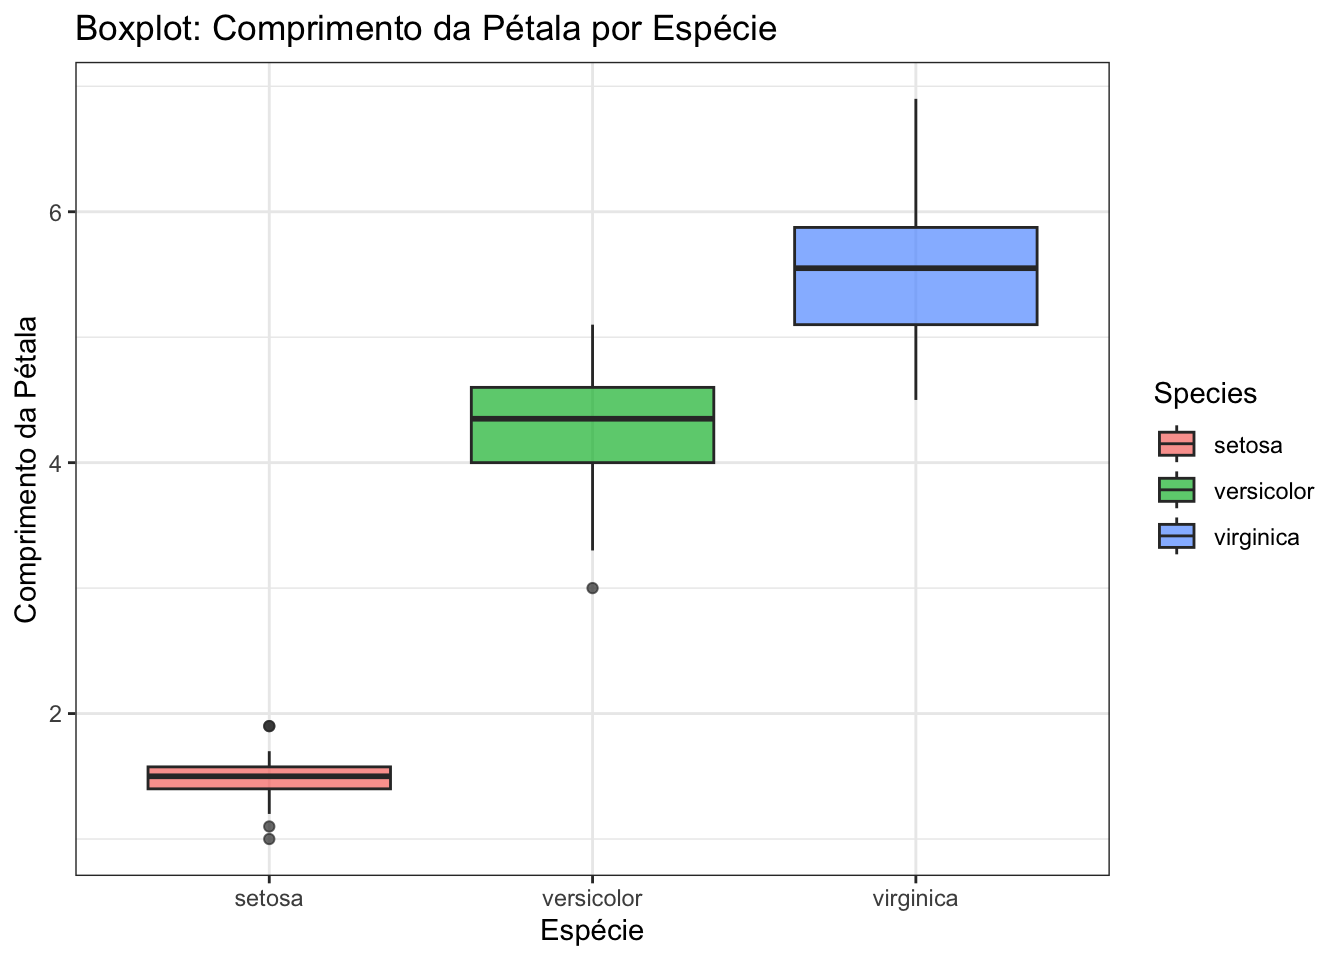 Boxplot: Comprimento da Pétala por Espécie
Comprimento da Pétala
6
4
2
setosa
versicolor
virginica
Espécie
Species
setosa
versicolor
virginica